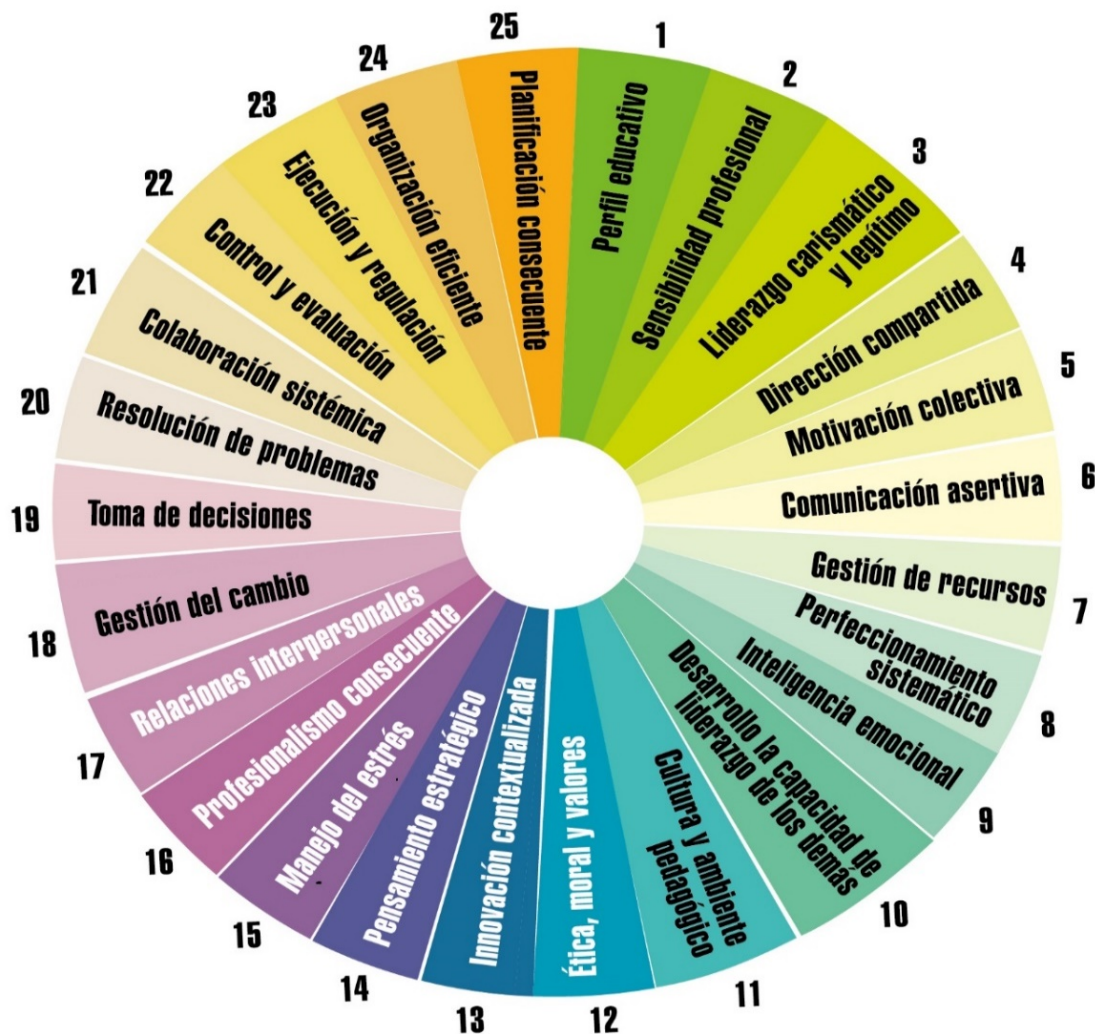 1
Perfil educativo
2
Sensibilidad profesional
3
Liderazgo carismático
y legítimo
4
Dirección compartida
5
Motivación colectiva
6
Comunicación asertiva
7
Gestión de recursos
8
Perfeccionamiento
sistemático
9
Inteligencia emocional
10
Desarrollo la capacidad de
liderazgo de los demas
11
Cultura y ambiente
pedagógico
12
Ética, moral y valores
13
Innovación contextualizada
14
Pensamiento estratégico
15
Manejo del estrés
16
Profesionalismo consecuente
17
Relaciones interpersonales
18
Gestión del cambio
19
Toma de decisiones
20
Resolución de problemas
21
Colaboración sistémica
22
Control y evaluación
23
Ejecución y regulación
24
Organización eficiente
25
Planificación consecuente